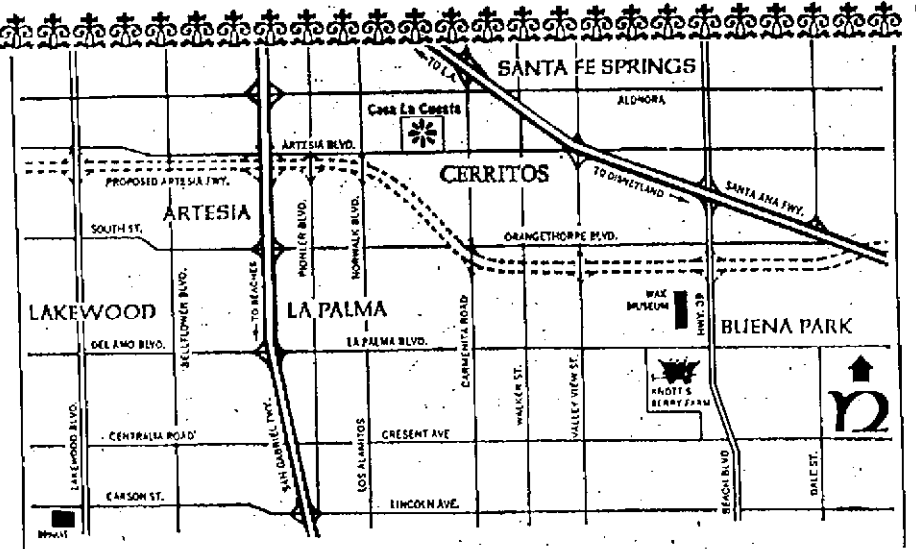 TO L.A.
SANTA FE SPRINGS
ALONDRA
Casa La Cuesta
ARTESIA BLVD.
CERRITOS
PROPOSED ARTESIA FWY.
TO DISNEYLAND
SANTA ANA FWY.
ARTESIA
SOUTH ST.
PIONEER BLVD.
NORWALK BLVD.
ORANGETHORPE BLVD.
BELLFLOWER BLVD.
TO BEACHES
LAKEWOOD
LA PALMA
CARMENITA ROAD
WAX
MUSEUM
HWY. 39
BUENA PARK
DEL AMO BLVD.
LA PALMA BLVD.
WALKER ST.
VALLEY VIEW ST.
KNOTT'S
BERRY FARM
n
LAKEWOOD BLVD.
CENTRALIA ROAD
SAN GABRIEL FWY.
LOS ALAMITOS
CRESENT AVE
BEACH BLVD
DALE ST.
CARSON ST.
LINCOLN AVE.